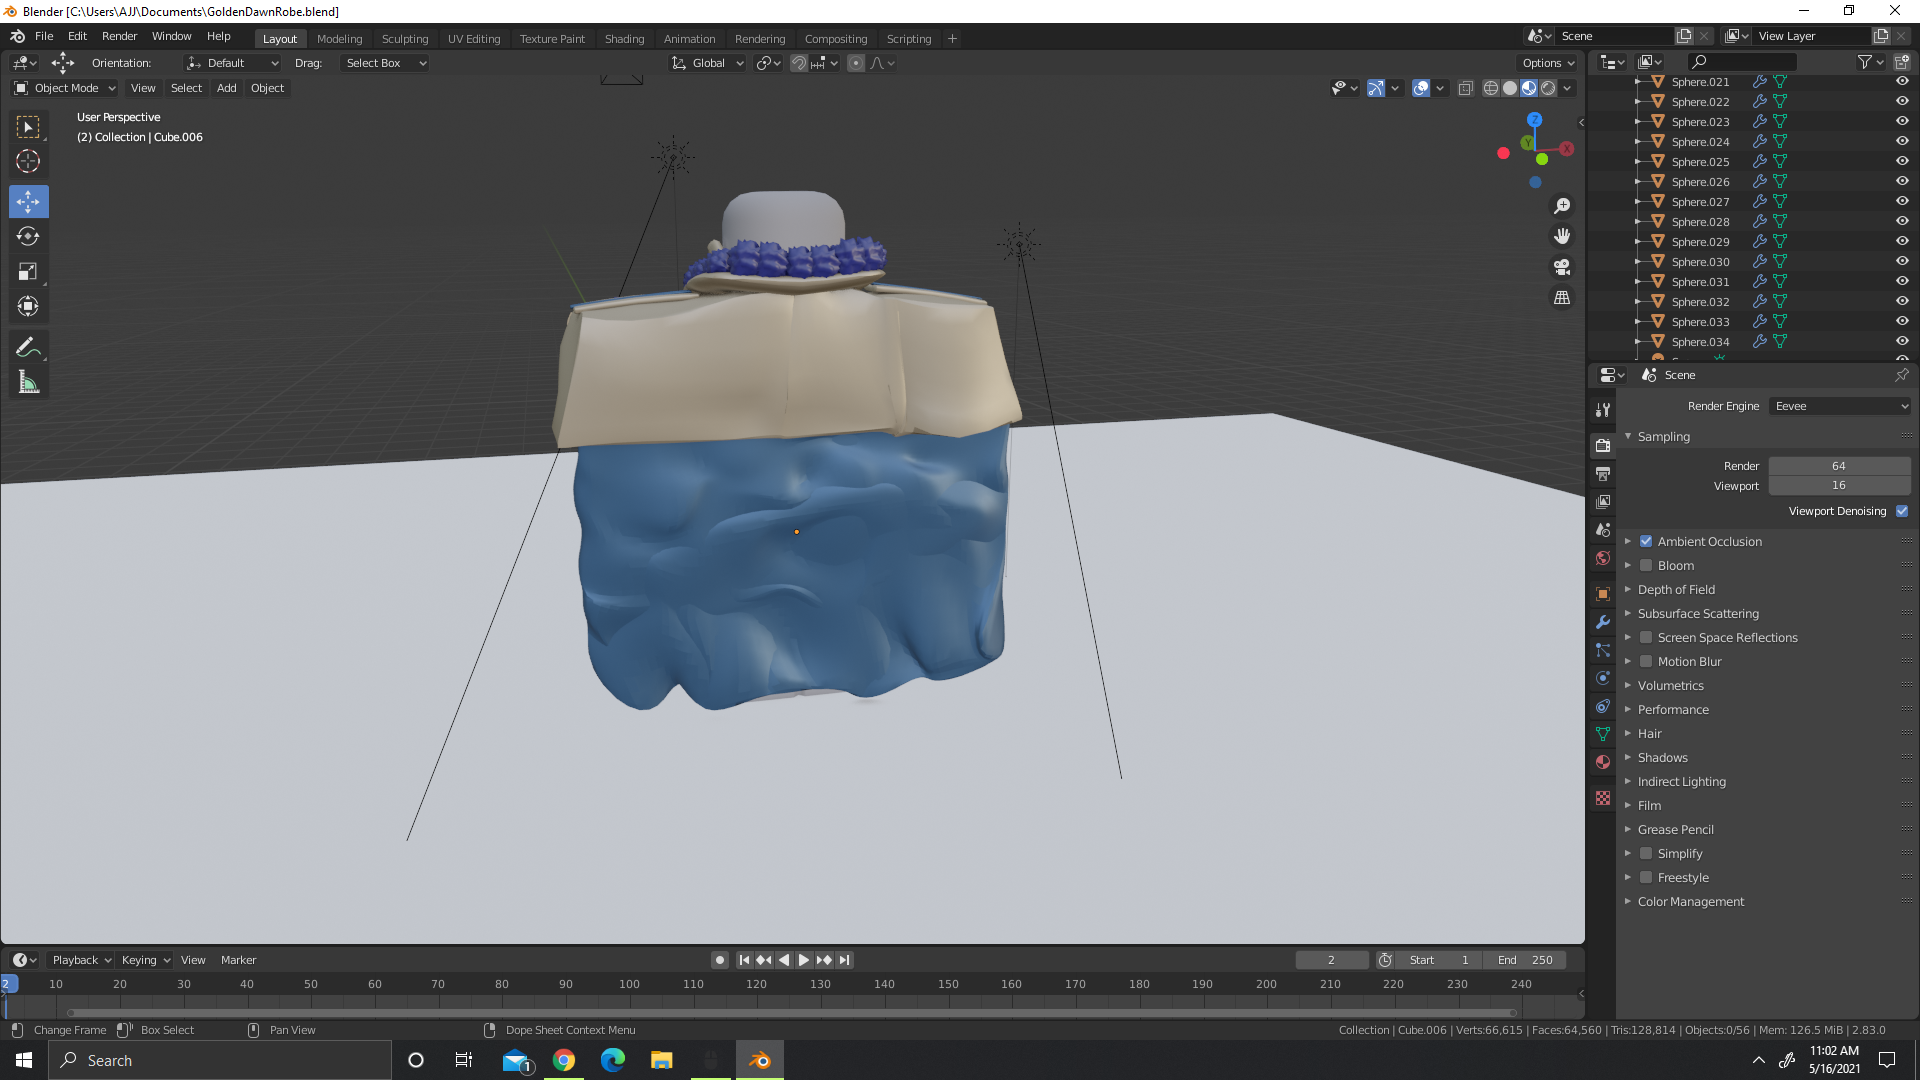 Blender [C:\Users\AJJ\Documents\GoldenDawnRobe.blend]
File Edit Render Window Help Layout Modeling Sculpting UV Editing Texture Paint Shading Animation Rendering Compositing Scripting + Scene View Layer
Orientation: Default Drag: Select Box Global Options
Object Mode View Select Add Object
User Perspective
(2) Collection | Cube.006
Z
Y
X
Sphere.021
Sphere.022
Sphere.023
Sphere.024
Sphere.025
Sphere.026
Sphere.027
Sphere.028
Sphere.029
Sphere.030
Sphere.031
Sphere.032
Sphere.033
Sphere.034
Scene
Render Engine Eevee
Sampling
Render 64
Viewport 16
Viewport Denoising
Ambient Occlusion
Bloom
Depth of Field
Subsurface Scattering
Screen Space Reflections
Motion Blur
Volumetrics
Performance
Hair
Shadows
Indirect Lighting
Film
Grease Pencil
Simplify
Freestyle
Color Management
Playback Keying View Marker 2 Start 1 End 250
2 10 20 30 40 50 60 70 80 90 100 110 120 130 140 150 160 170 180 190 200 210 220 230 240
Change Frame Box Select Pan View Dope Sheet Context Menu Collection | Cube.006 | Verts:66,615 | Faces:64,560 | Tris:128,814 | Objects:0/56 | Mem: 126.5 MiB | 2.83.0
Search 1 11:02 AM
5/16/2021